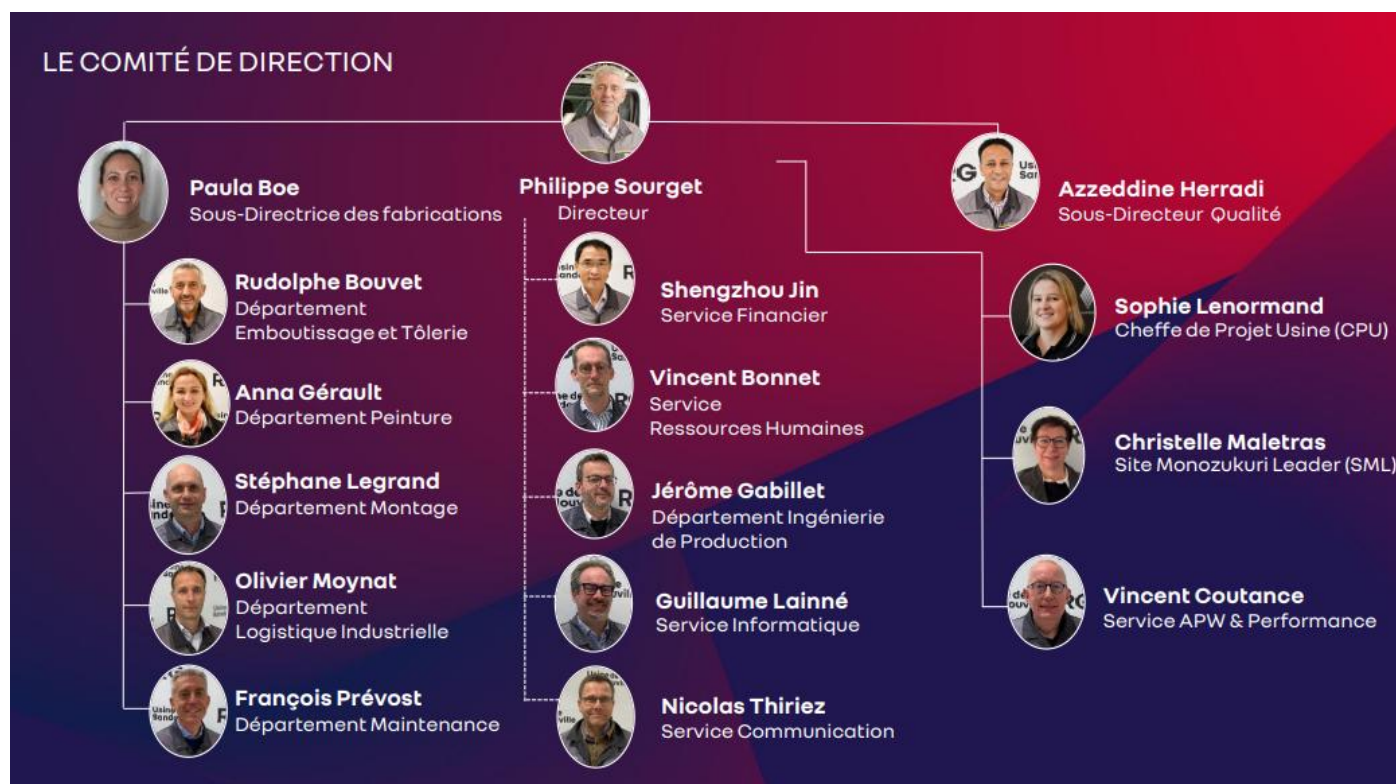 LE COMITÉ DE DIRECTION
Paula Boe
Sous-Directrice des fabrications
Philippe Sourget
Directeur
Azzeddine Herradi
Sous-Directeur Qualité
Rudolphe Bouvet
Département
Emboutissage et Tôlerie
Anna Gérault
Département Peinture
Stéphane Legrand
Département Montage
Olivier Moynat
Département
Logistique Industrielle
François Prévost
Département Maintenance
Shengzhou Jin
Service Financier
Vincent Bonnet
Service
Ressources Humaines
Jérôme Gabillet
Département Ingénierie
de Production
Guillaume Lainné
Service Informatique
Nicolas Thiriez
Service Communication
Sophie Lenormand
Cheffe de Projet Usine (CPU)
Christelle Maletras
Site Monozukuri Leader (SML)
Vincent Coutance
Service APW & Performance